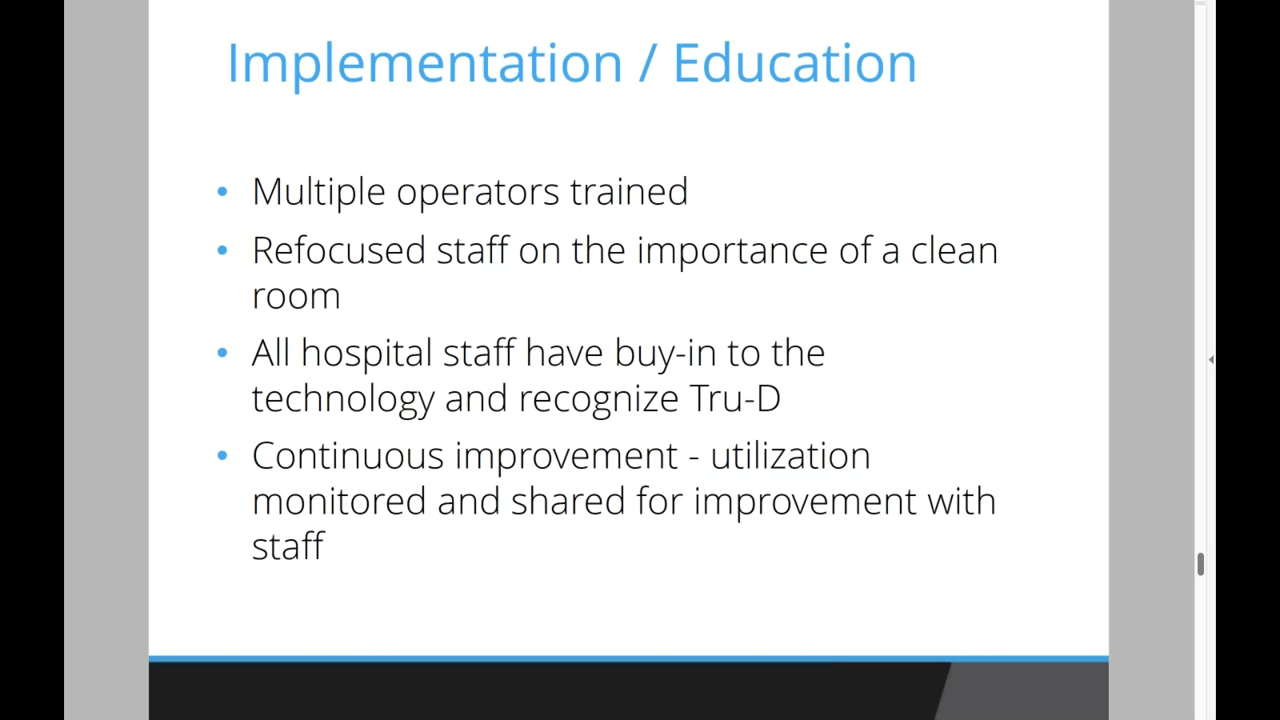 Implementation / Education
• Multiple operators trained
• Refocused staff on the importance of a clean
room
• All hospital staff have buy-in to the
technology and recognize Tru-D
• Continuous improvement - utilization
monitored and shared for improvement with
staff